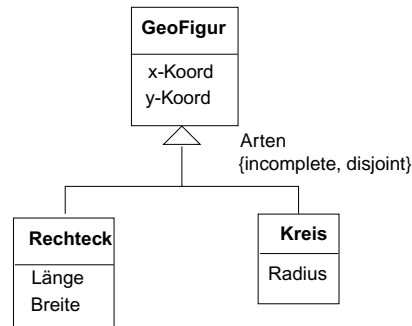 GeoFigur
x-Koord
y-Koord
Arten
{incomplete, disjoint}
Rechteck
Länge
Breite
Kreis
Radius